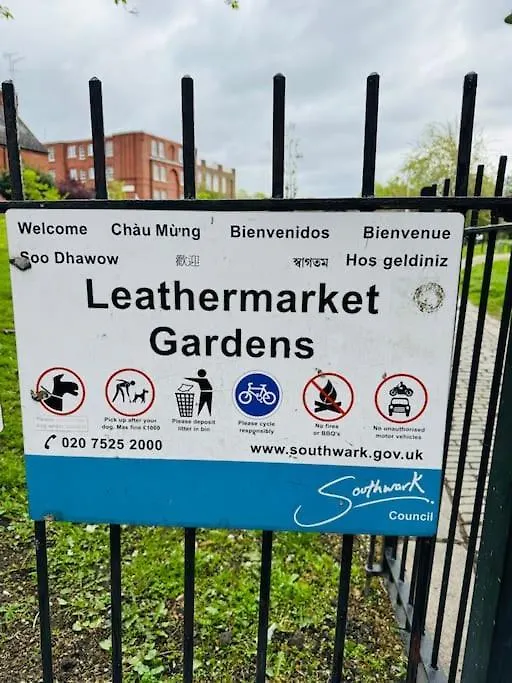 Welcome Chàu Mừng Bienvenidos Bienvenue
Soo Dhawow 歡迎 স্বাগতম Hos geldiniz
Leathermarket
Gardens
Pick up after your dog. Max fine £1000
Please deposit litter in bin
Please cycle responsibly
No fires or BBQ's
No unauthorised motor vehicles
020 7525 2000 www.southwark.gov.uk
Southwark
Council